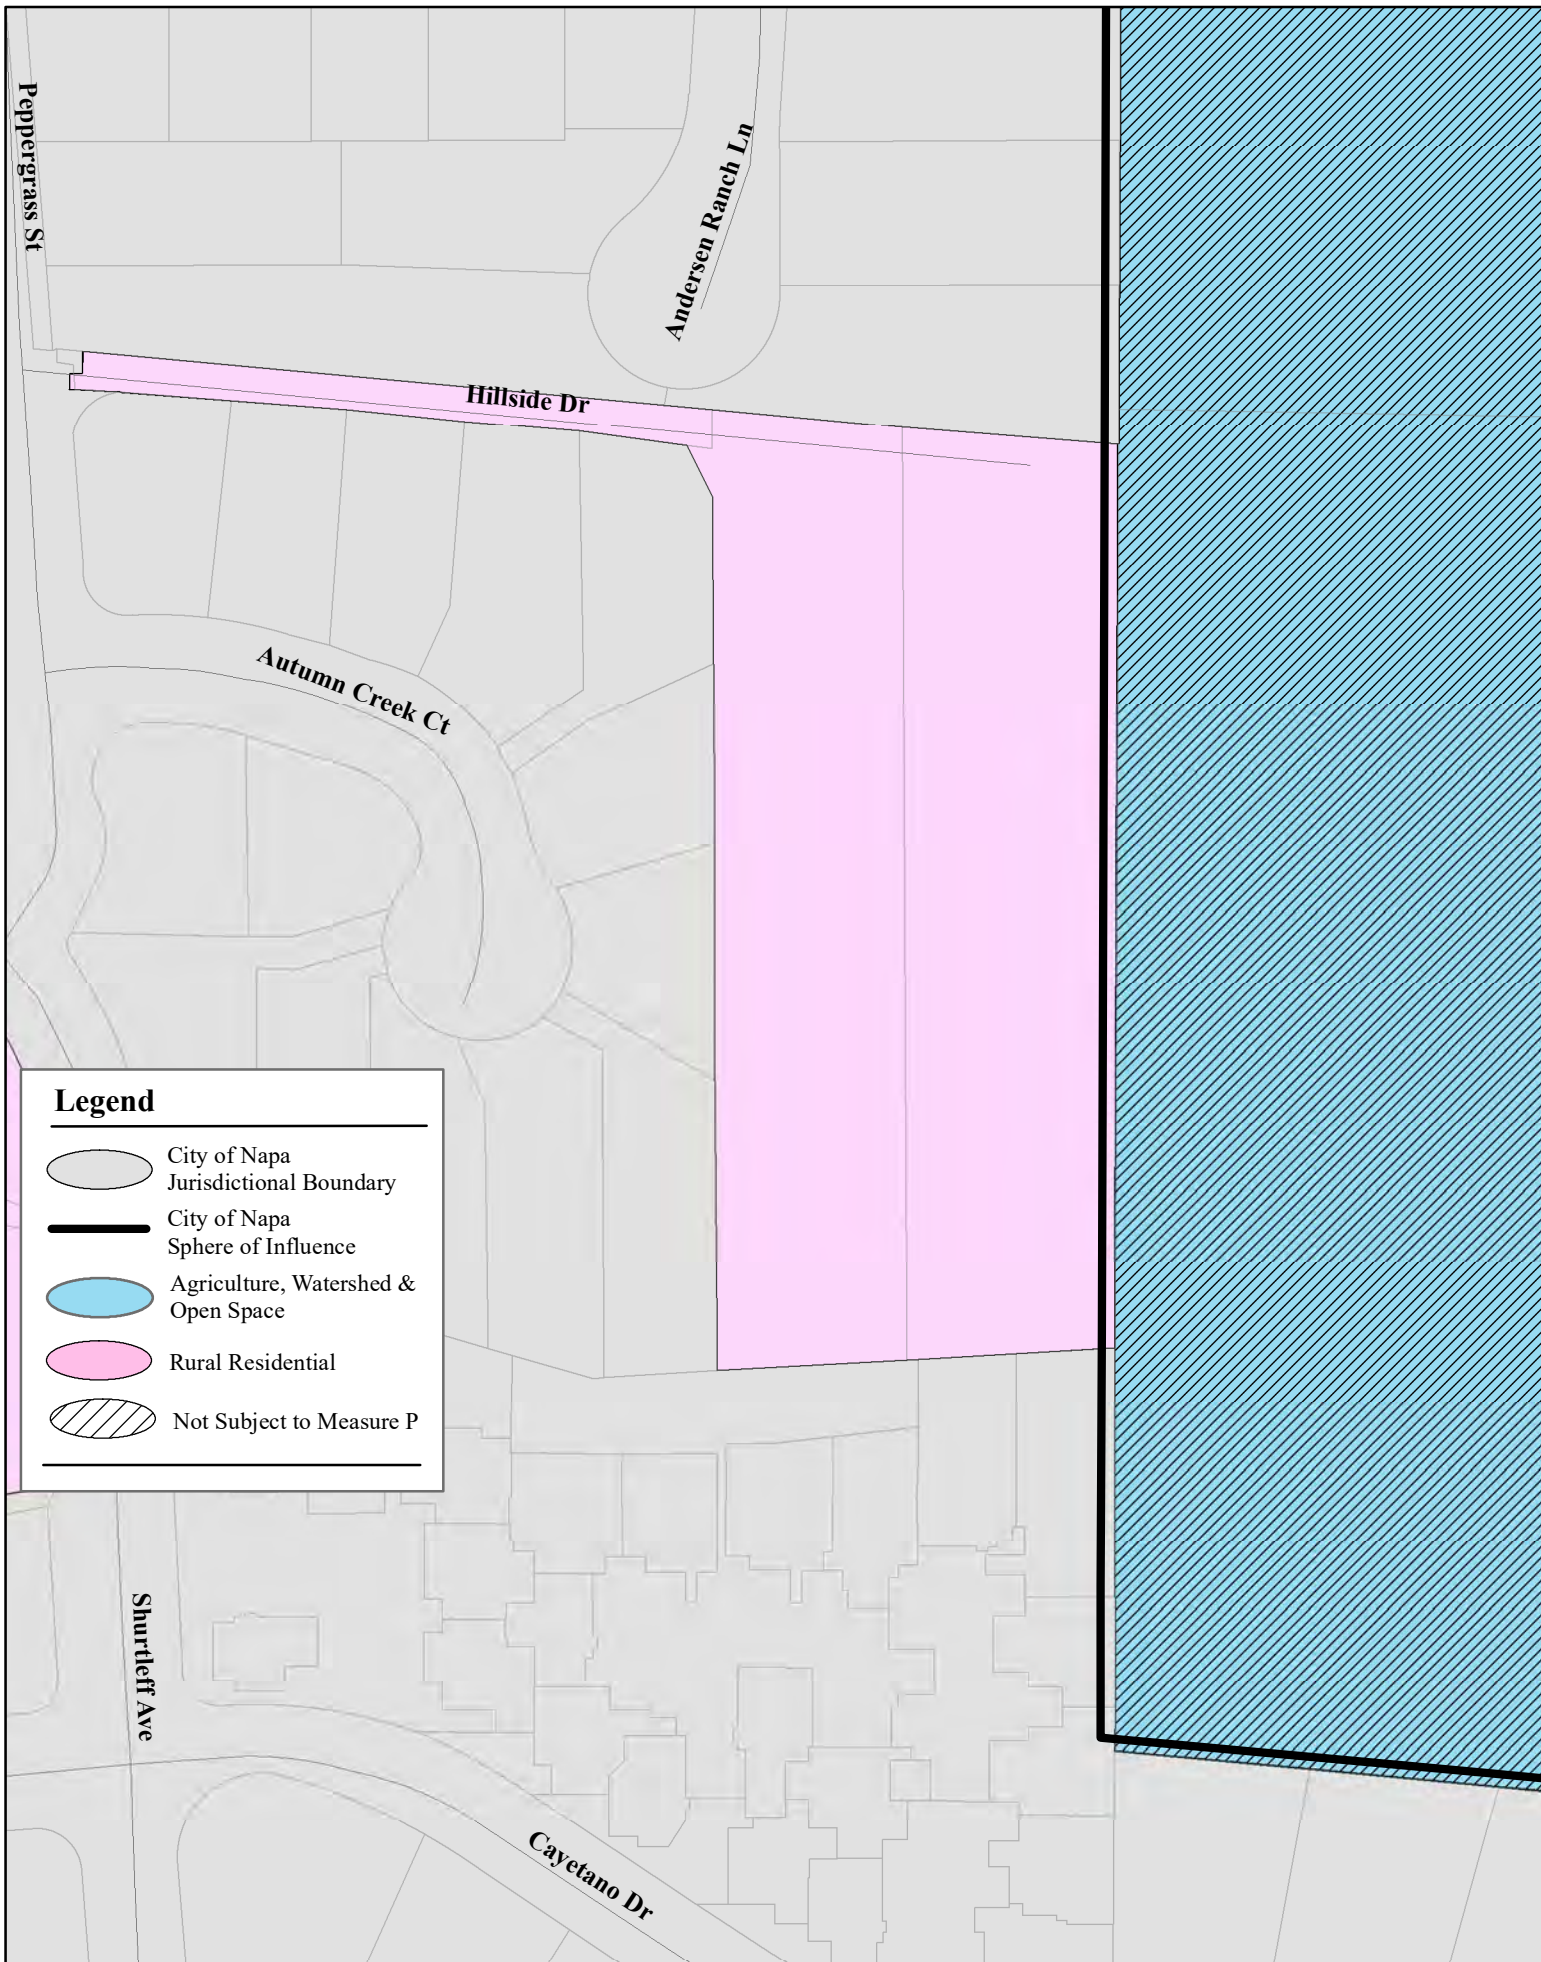 Peppergrass St
Andersen Ranch Ln
Hillside Dr
Autumn Creek Ct
Legend
City of Napa
Jurisdictional Boundary
City of Napa
Sphere of Influence
Agriculture, Watershed &
Open Space
Rural Residential
Not Subject to Measure P
Shurtleff Ave
Cayetano Dr